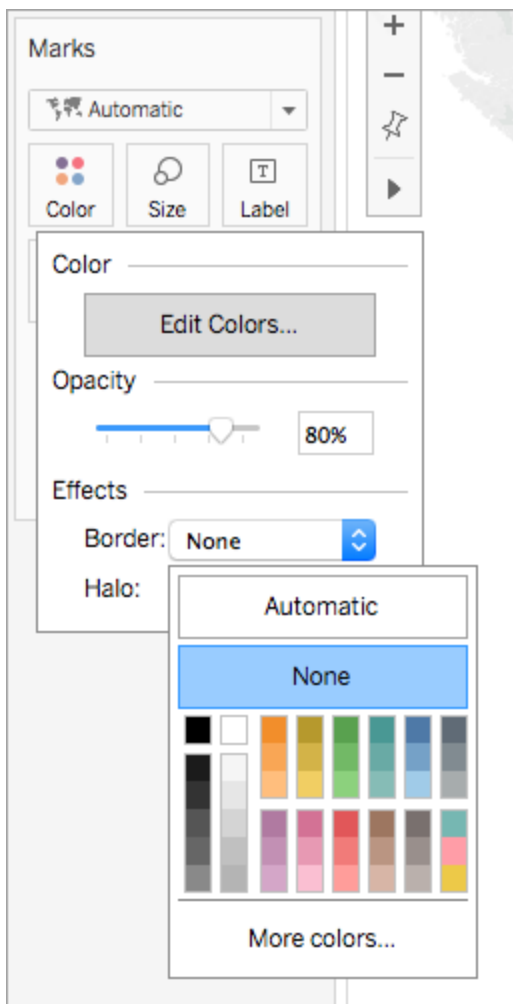 Marks
Automatic
Color
Size
T
Label
Color
Edit Colors...
Opacity
80%
Effects
Border: None
Halo:
Automatic
None
More colors...